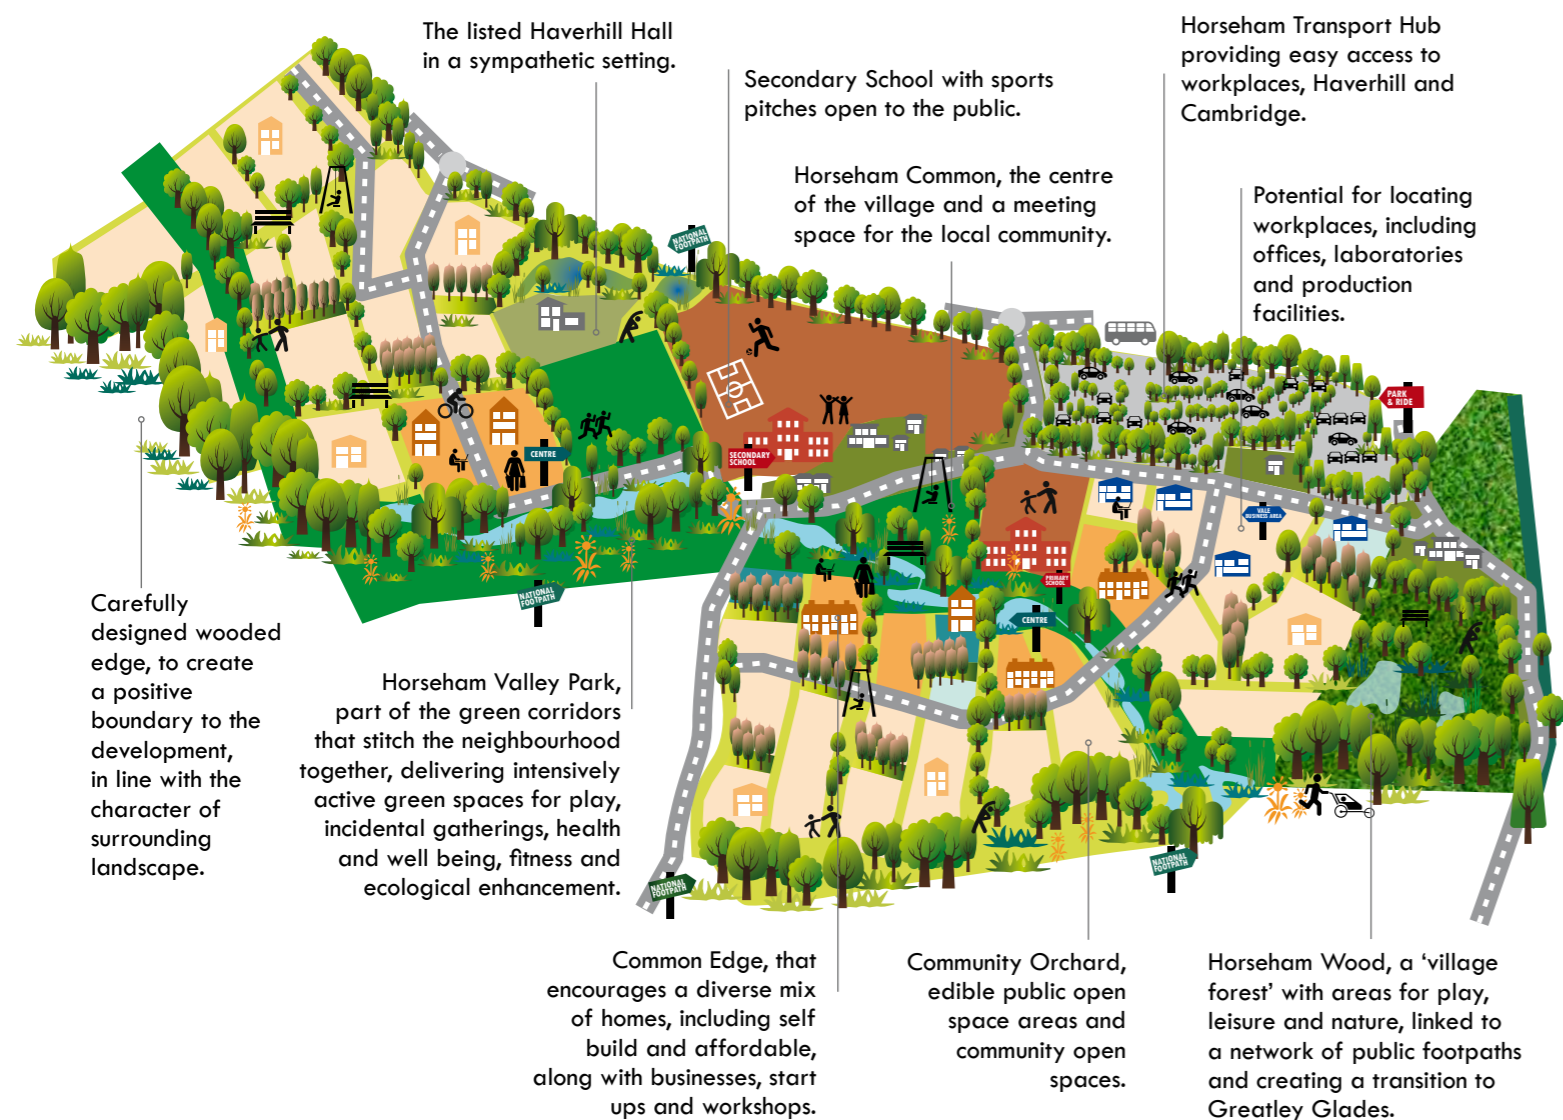 The listed Haverhill Hall
in a sympathetic setting.
Secondary School with sports
pitches open to the public.
Horseham Transport Hub
providing easy access to
workplaces, Haverhill and
Cambridge.
Horseham Common, the centre
of the village and a meeting
space for the local community.
Potential for locating
workplaces, including
offices, laboratories
and production
facilities.
NATIONAL
FOOTPATH
PARK
& RIDE
CENTRE
SECONDARY
SCHOOL
VALE
BUSINESS AREA
PRIMARY
SCHOOL
NATIONAL
FOOTPATH
CENTRE
NATIONAL
FOOTPATH
NATIONAL
FOOTPATH
Carefully
designed wooded
edge, to create
a positive
boundary to the
development,
in line with the
character of
surrounding
landscape.
Horseham Valley Park,
part of the green corridors
that stitch the neighbourhood
together, delivering intensively
active green spaces for play,
incidental gatherings, health
and well being, fitness and
ecological enhancement.
Common Edge, that
encourages a diverse mix
of homes, including self
build and affordable,
along with businesses, start
ups and workshops.
Community Orchard,
edible public open
space areas and
community open
spaces.
Horseham Wood, a ‘village
forest’ with areas for play,
leisure and nature, linked to
a network of public footpaths
and creating a transition to
Greatley Glades.